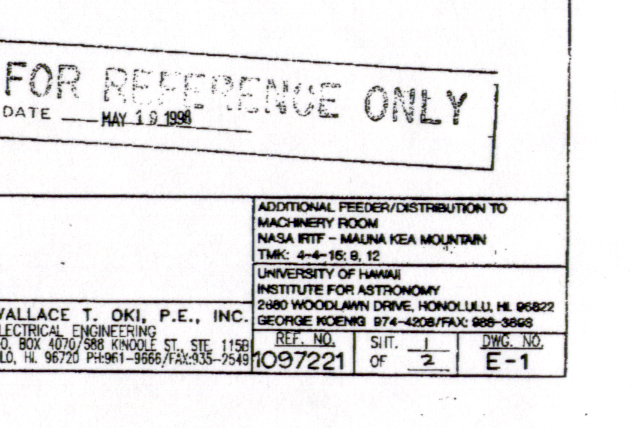 FOR REFERENCE ONLY
DATE MAY 19 1998
ADDITIONAL FEEDER/DISTRIBUTION TO
MACHINERY ROOM
NASA IRTF - MAUNA KEA MOUNTAIN
TMK: 4-4-15: 9, 12
UNIVERSITY OF HAWAII
INSTITUTE FOR ASTRONOMY
2680 WOODLAWN DRIVE, HONOLULU, HI. 96822
GEORGE KOENIG 974-4208/FAX: 988-3893
WALLACE T. OKI, P.E., INC.
ELECTRICAL ENGINEERING
P.O. BOX 4070/588 KINOOLE ST., STE. 115B
HILO, HI. 96720 PH:961-9666/FAX:935-2549
REF. NO.
1097221
SHT. 1
OF 2
DWG. NO.
E-1